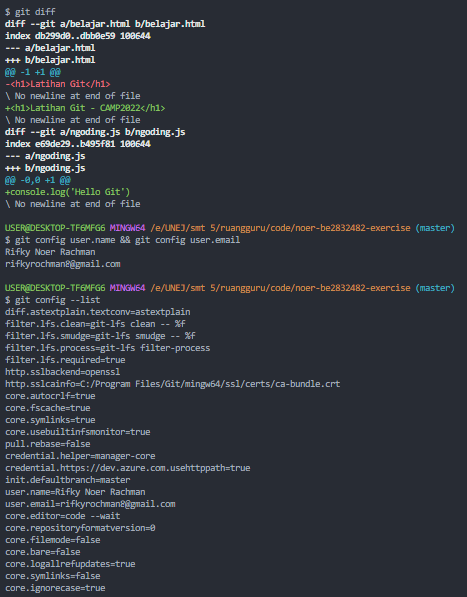 $ git diff
diff --git a/belajar.html b/belajar.html
index db299d0..dbb0e59 100644
--- a/belajar.html
+++ b/belajar.html
@@ -1 +1 @@
-<h1>Latihan Git</h1>
\ No newline at end of file
+<h1>Latihan Git - CAMP2022</h1>
\ No newline at end of file
diff --git a/ngoding.js b/ngoding.js
index e69de29..b495f81 100644
--- a/ngoding.js
+++ b/ngoding.js
@@ -0,0 +1 @@
+console.log('Hello Git')
\ No newline at end of file
USER@DESKTOP-TF6MFG6 MINGW64 /e/UNEJ/smt 5/ruangguru/code/noer-be2832482-exercise (master)
$ git config user.name && git config user.email
Rifky Noer Rachman
rifkyrochman@gmail.com
USER@DESKTOP-TF6MFG6 MINGW64 /e/UNEJ/smt 5/ruangguru/code/noer-be2832482-exercise (master)
$ git config --list
diff.astextplain.textconv=astextplain
filter.lfs.clean=git-lfs clean -- %f
filter.lfs.smudge=git-lfs smudge -- %f
filter.lfs.process=git-lfs filter-process
filter.lfs.required=true
http.sslbackend=openssl
http.sslcainfo=C:/Program Files/Git/mingw64/ssl/certs/ca-bundle.crt
core.autocrlf=true
core.fscache=true
core.symlinks=true
core.usebuiltinfsmonitor=true
pull.rebase=false
credential.helper=manager-core
credential.https://dev.azure.com.usehttppath=true
init.defaultbranch=master
user.name=Rifky Noer Rachman
user.email=rifkyrochman@gmail.com
core.editor=code --wait
core.repositoryformatversion=0
core.filemode=false
core.bare=false
core.logallrefupdates=true
core.symlinks=false
core.ignorecase=true